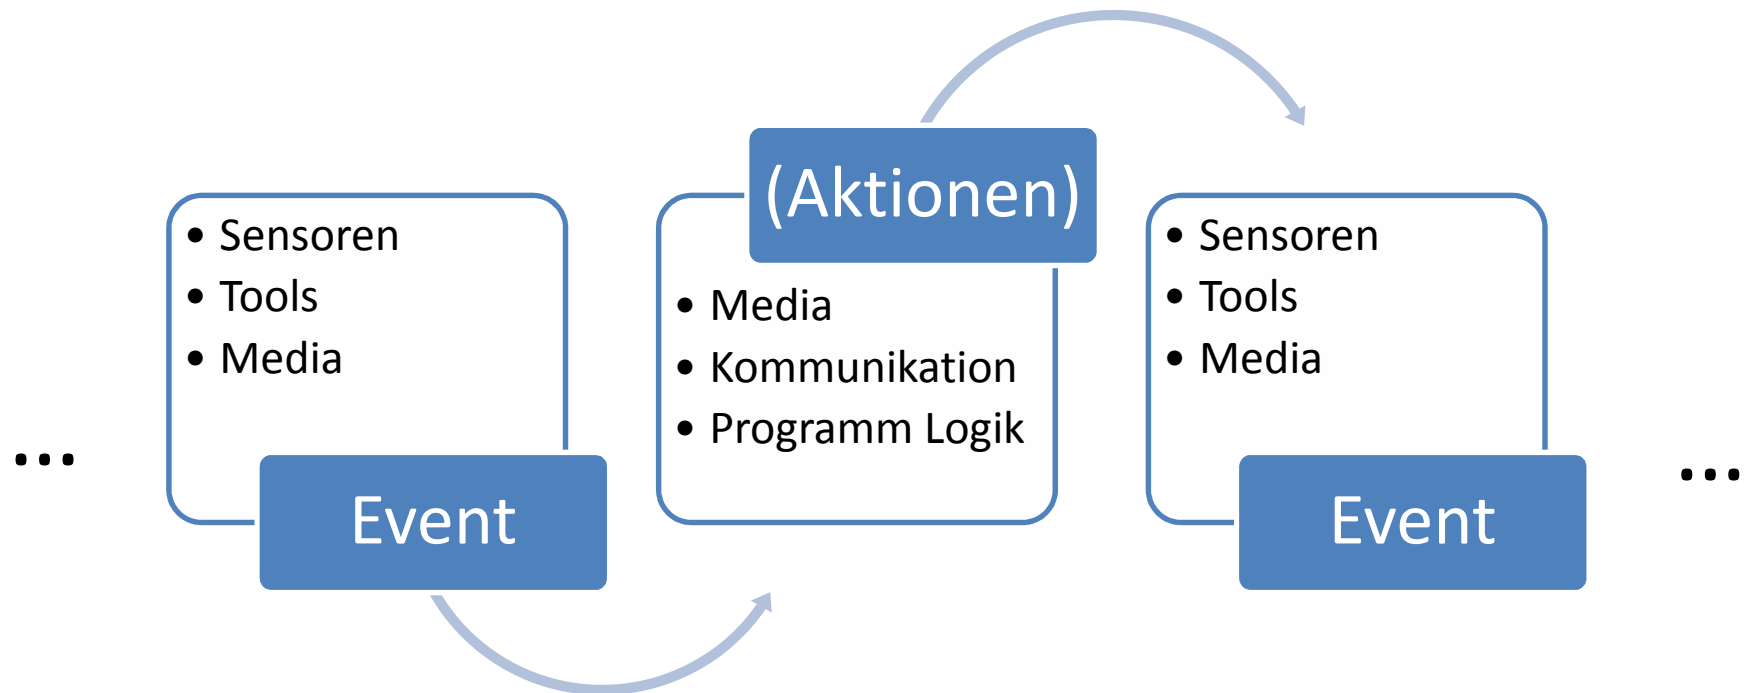 ...
• Sensoren
• Tools
• Media
Event
(Aktionen)
• Media
• Kommunikation
• Programm Logik
• Sensoren
• Tools
• Media
Event
...